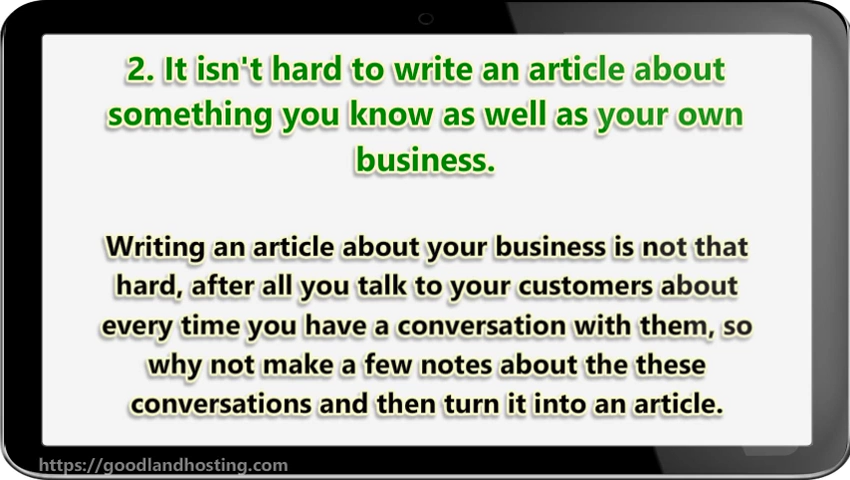 2. It isn't hard to write an article about
something you know as well as your own
business.
Writing an article about your business is not that
hard, after all you talk to your customers about
every time you have a conversation with them, so
why not make a few notes about the these
conversations and then turn it into an article.
https://goodlandhosting.com